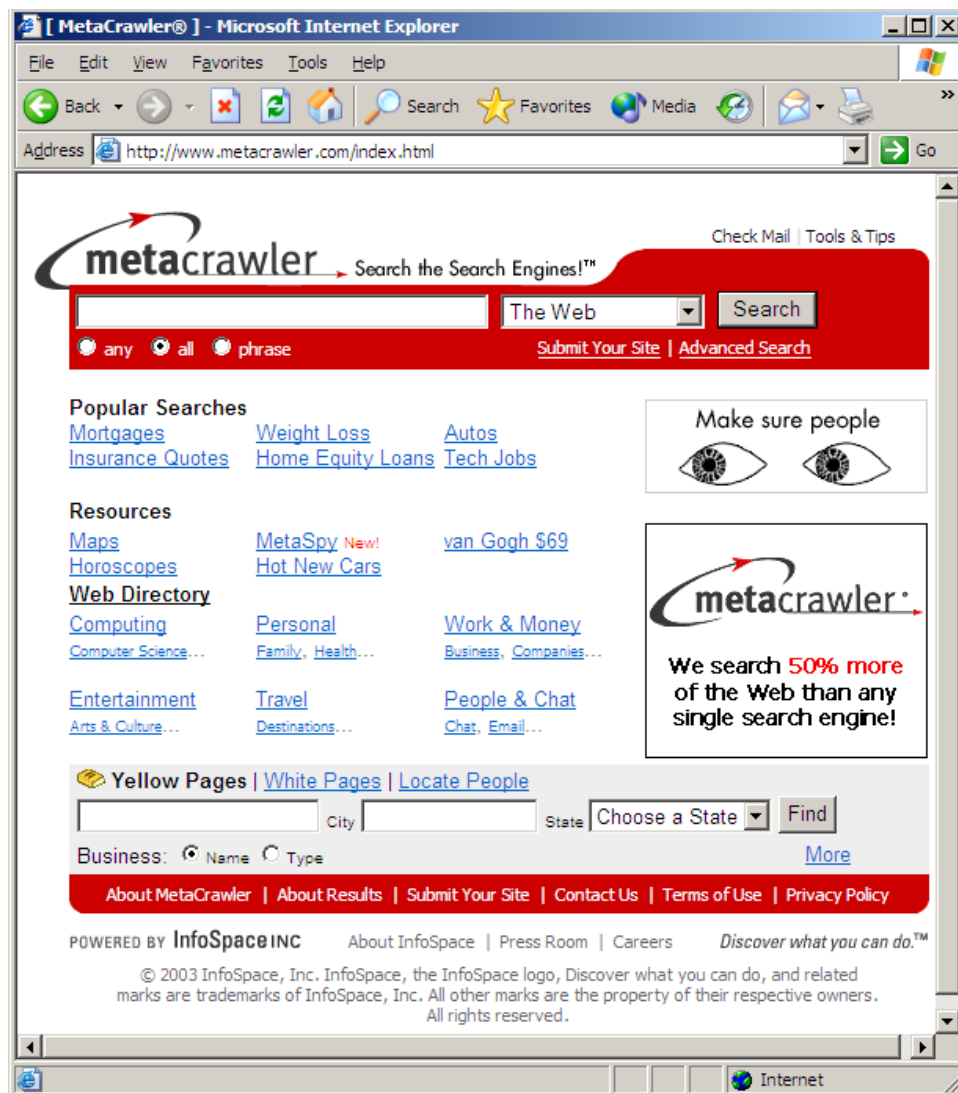 [ MetaCrawler® ] - Microsoft Internet Explorer
File Edit View Favorites Tools Help
Back Search Favorites Media »
Address http://www.metacrawler.com/index.html Go
Check Mail | Tools & Tips
metacrawler Search the Search Engines!™
The Web Search
any all phrase Submit Your Site | Advanced Search
Popular Searches
Mortgages Weight Loss Autos
Insurance Quotes Home Equity Loans Tech Jobs
Make sure people
Resources
Maps MetaSpy New! van Gogh $69
Horoscopes Hot New Cars
Web Directory
Computing Personal Work & Money
Computer Science... Family, Health... Business, Companies...
Entertainment Travel People & Chat
Arts & Culture... Destinations... Chat, Email...
metacrawler
We search 50% more
of the Web than any
single search engine!
Yellow Pages | White Pages | Locate People
City State Choose a State Find
Business: Name Type More
About MetaCrawler | About Results | Submit Your Site | Contact Us | Terms of Use | Privacy Policy
POWERED BY InfoSpace INC About InfoSpace | Press Room | Careers Discover what you can do.™
© 2003 InfoSpace, Inc. InfoSpace, the InfoSpace logo, Discover what you can do, and related
marks are trademarks of InfoSpace, Inc. All other marks are the property of their respective owners.
All rights reserved.
Internet